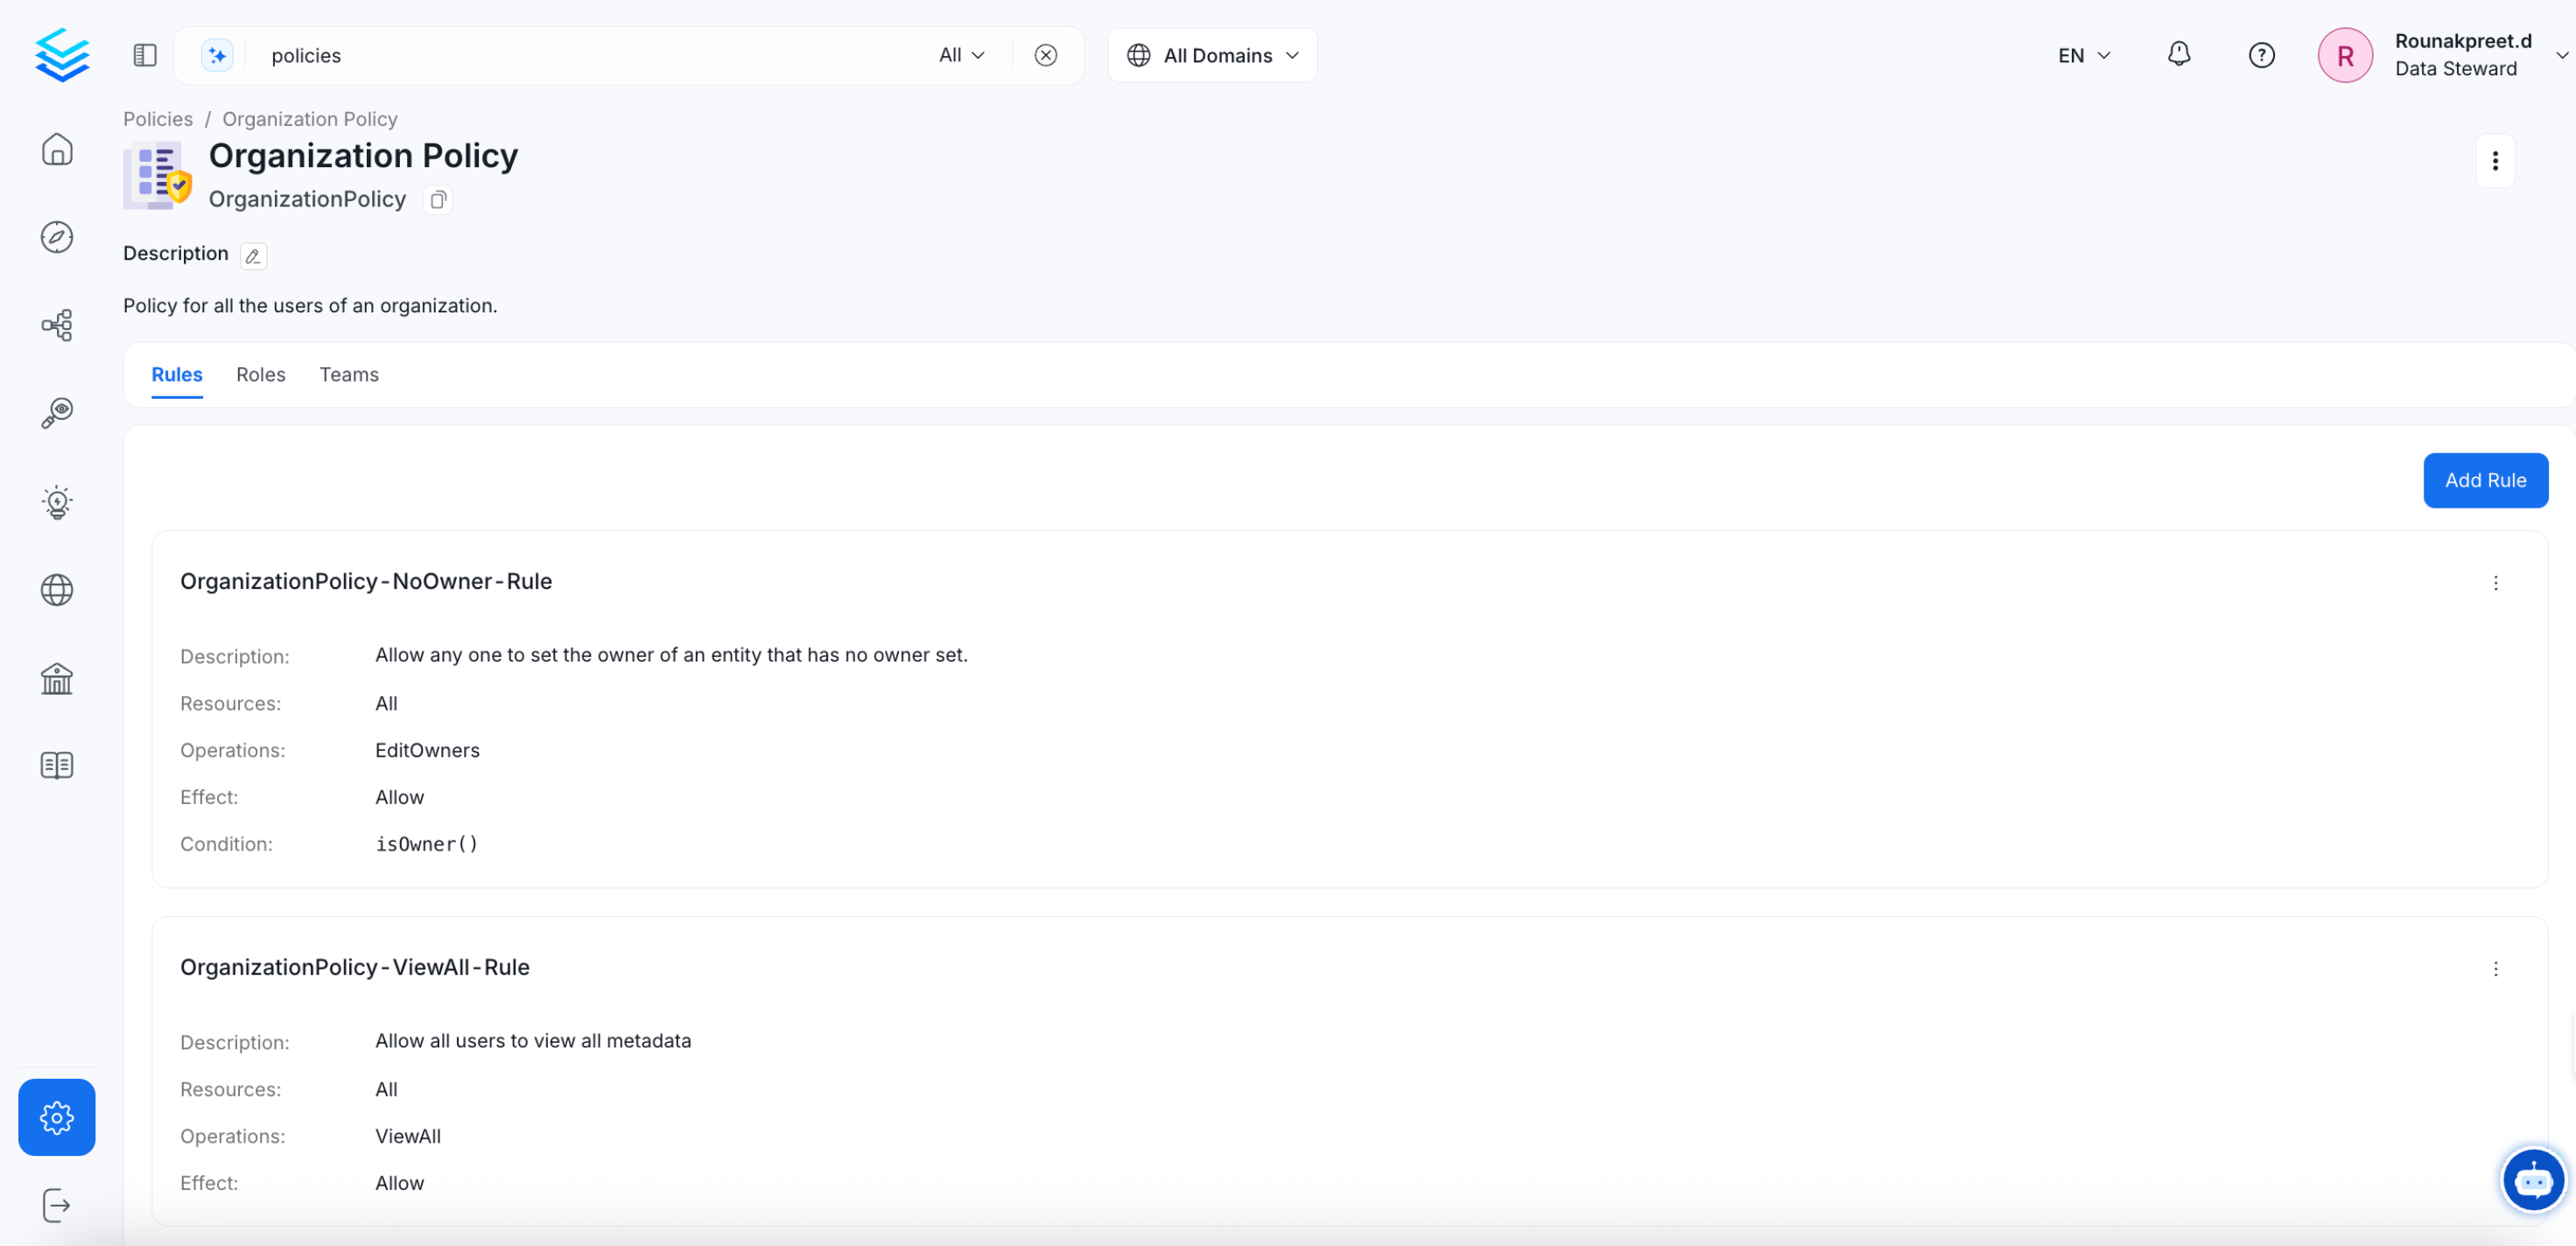 policies
All
All Domains
EN
R
Rounakpreet.d
Data Steward
Policies / Organization Policy
Organization Policy
OrganizationPolicy
Description
Policy for all the users of an organization.
Rules Roles Teams
Add Rule
OrganizationPolicy-NoOwner-Rule
Description: Allow any one to set the owner of an entity that has no owner set.
Resources: All
Operations: EditOwners
Effect: Allow
Condition: isOwner()
OrganizationPolicy-ViewAll-Rule
Description: Allow all users to view all metadata
Resources: All
Operations: ViewAll
Effect: Allow